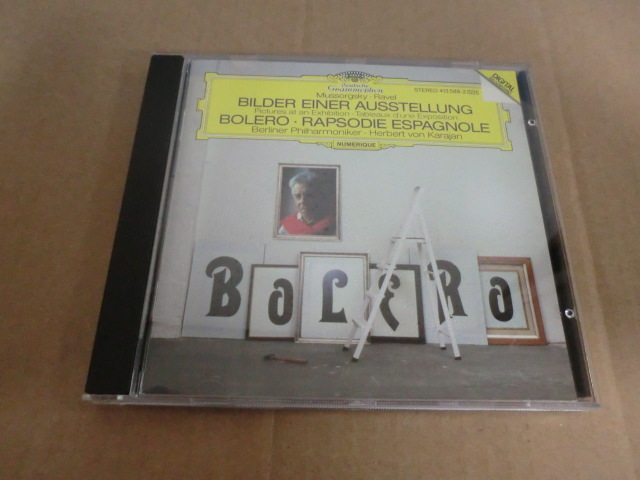 Deutsche
Grammophon
STEREO 413 588-2
DIGITAL
Mussorgsky · Ravel
BILDER EINER AUSSTELLUNG
Pictures at an Exhibition · Tableaux d'une Exposition
BOLERO · RAPSODIE ESPAGNOLE
Berliner Philharmoniker · Herbert von Karajan
NUMERIQUE
BOLERO